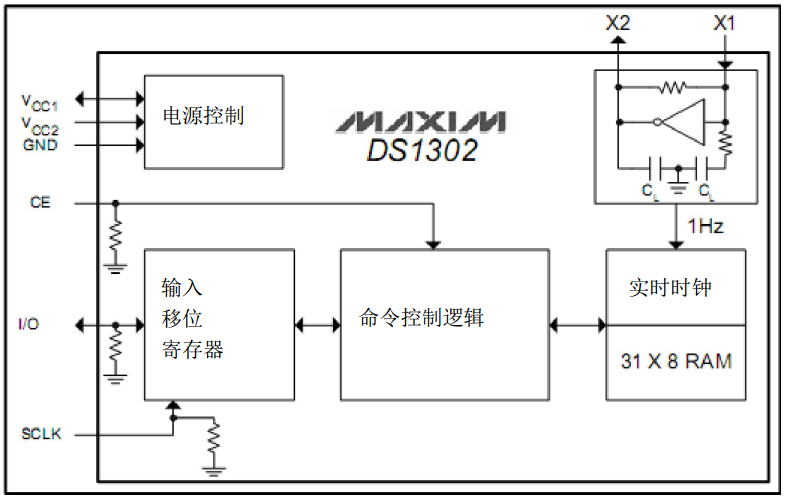 X2 X1
VCC1
VCC2
GND
电源控制
MAXIM
DS1302
CL CL
CE
1Hz
输入
移位
寄存器
命令控制逻辑
实时时钟
31 X 8 RAM
I/O
SCLK